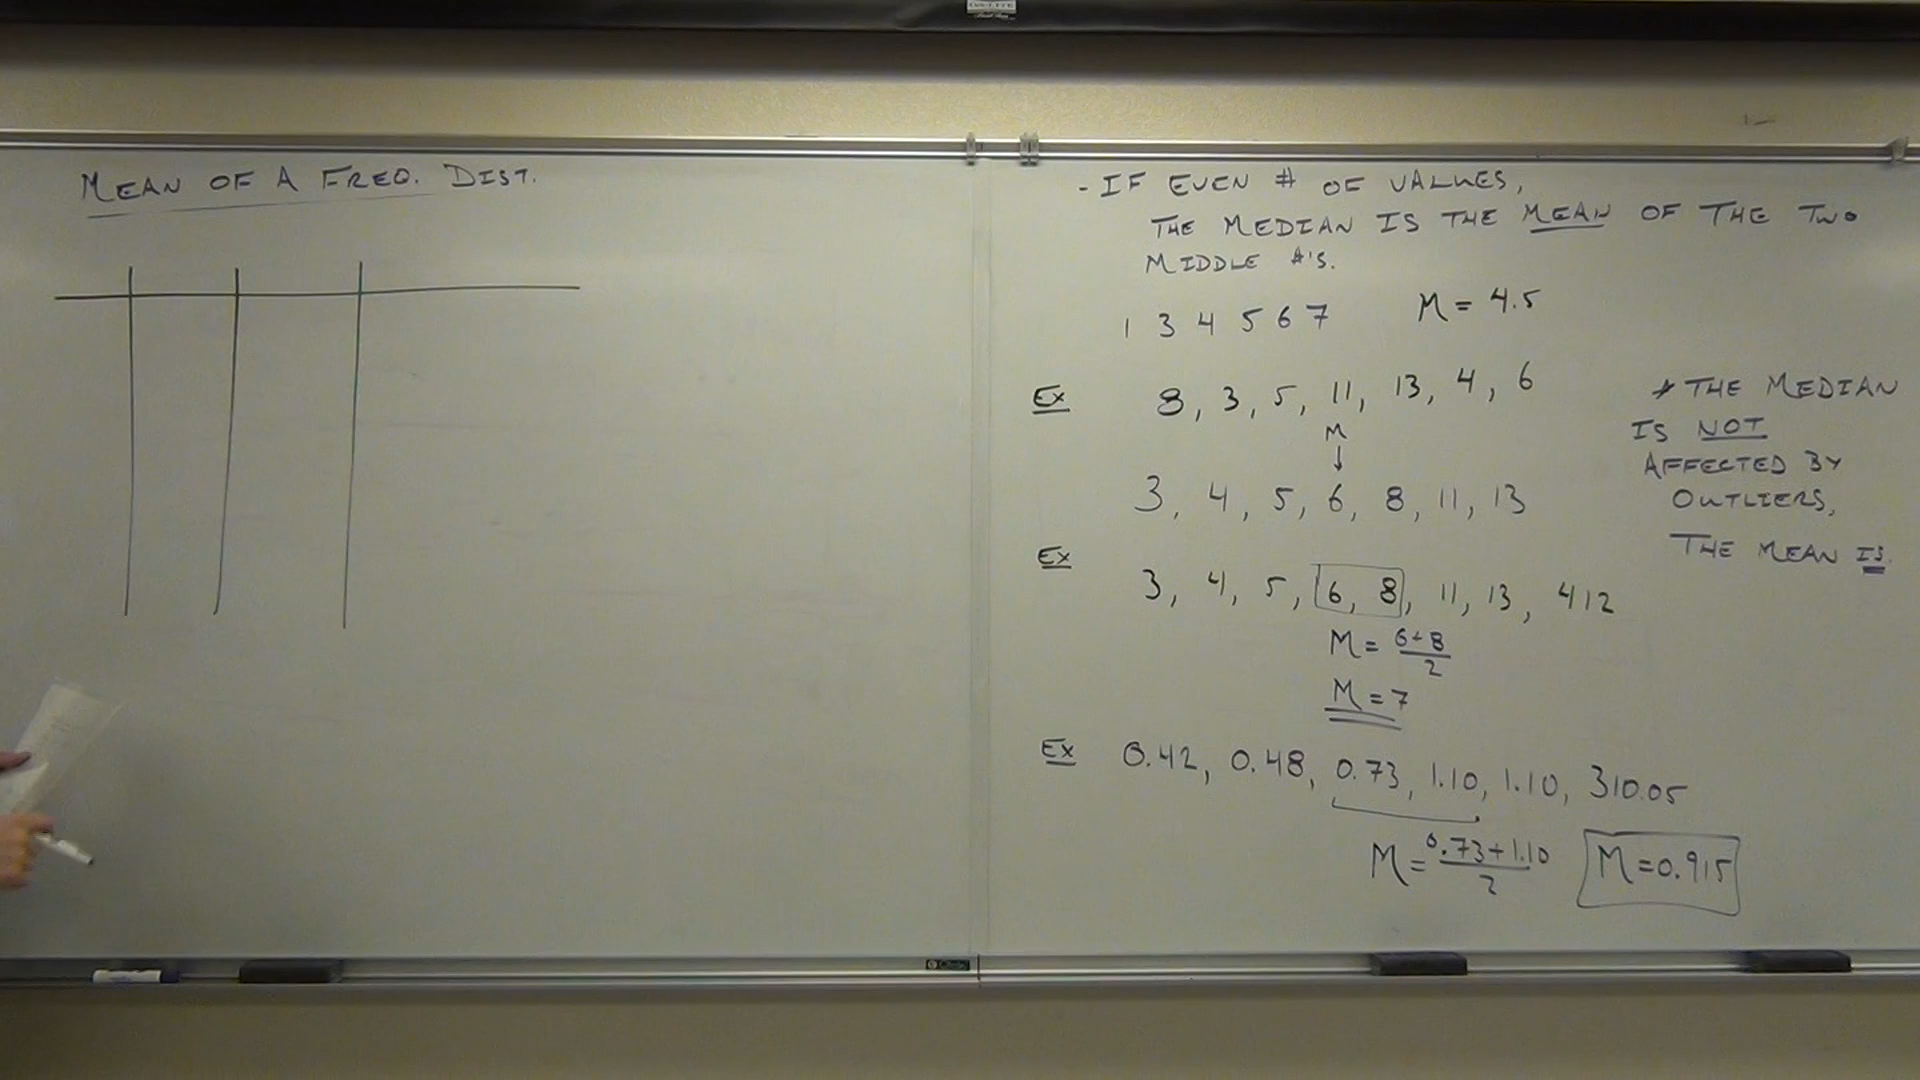 MEAN OF A FREQ. DIST.
- IF EVEN # OF VALUES,
THE MEDIAN IS THE MEAN OF THE TWO
MIDDLE #'S.
1 3 4 5 6 7 M = 4.5
Ex 8, 3, 5, 11, 13, 4, 6
M
↓
3, 4, 5, 6, 8, 11, 13
Ex 3, 4, 5, 6, 8, 11, 13, 412
M = 6+8
2
M = 7
Ex 0.42, 0.48, 0.73, 1.10, 1.10, 310.05
M = 0.73+1.10
2
M = 0.915
* THE MEDIAN
IS NOT
AFFECTED BY
OUTLIERS,
THE MEAN IS.